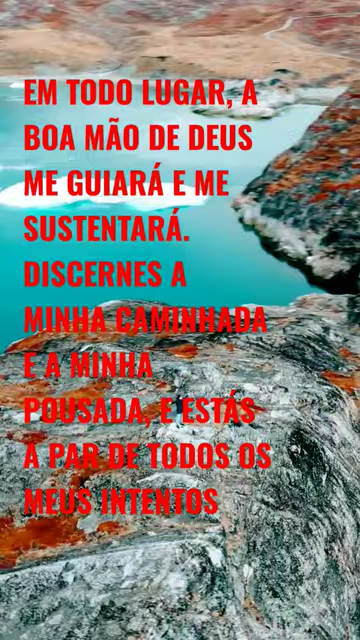 EM TODO LUGAR, A
BOA MÃO DE DEUS
ME GUIARÁ E ME
SUSTENTARÁ.
DISCERNES A
MINHA CAMINHADA
E A MINHA
POUSADA, E ESTÁS
A PAR DE TODOS OS
MEUS INTENTOS